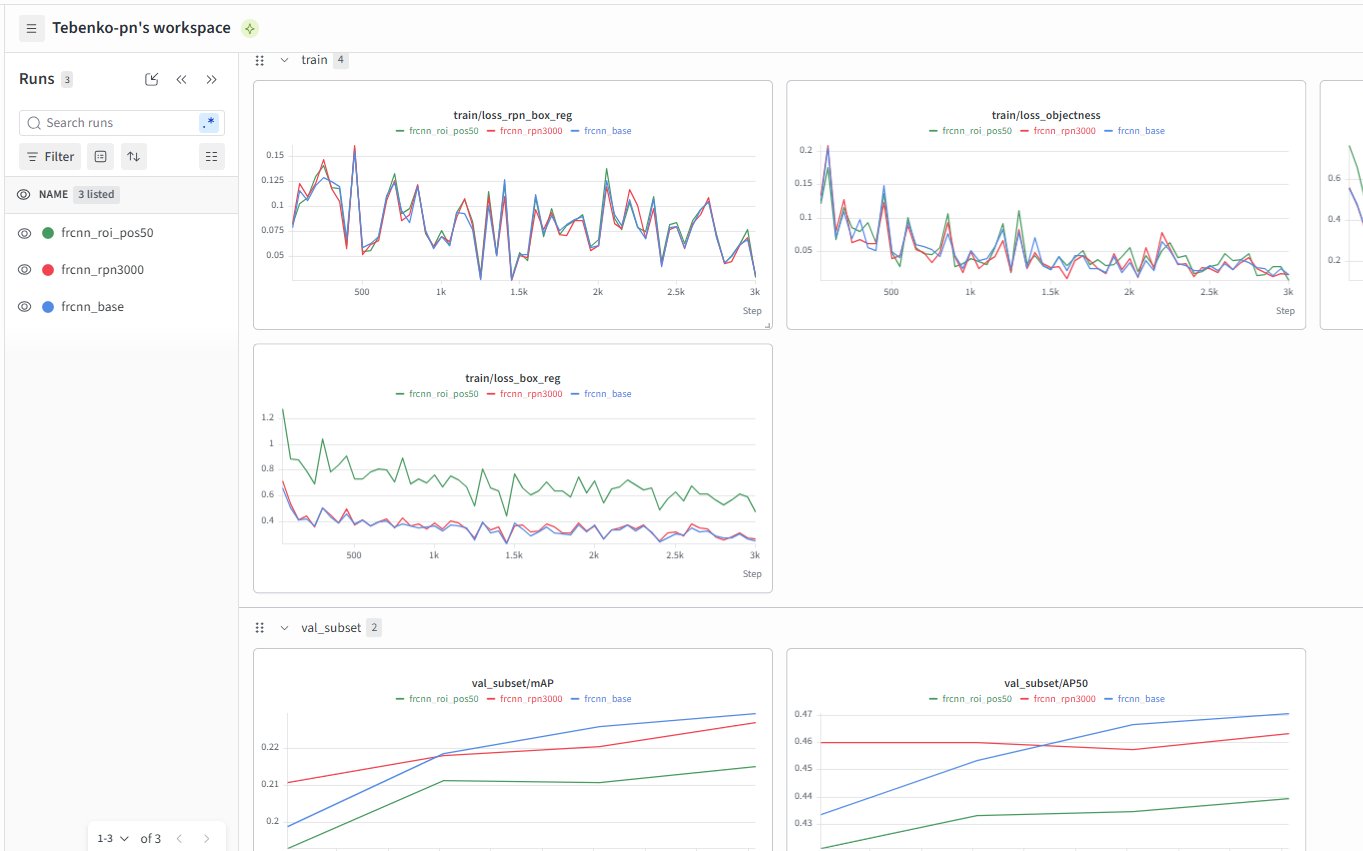 Tebenko-pn's workspace
Runs 3
Search runs .*
Filter
NAME 3 listed
frcnn_roi_pos50
frcnn_rpn3000
frcnn_base
1-3 of 3
train 4
train/loss_rpn_box_reg
frcnn_roi_pos50 frcnn_rpn3000 frcnn_base
0.15
0.125
0.1
0.075
0.05
500 1k 1.5k 2k 2.5k 3k
Step
train/loss_objectness
frcnn_roi_pos50 frcnn_rpn3000 frcnn_base
0.2
0.15
0.1
0.05
500 1k 1.5k 2k 2.5k 3k
Step
0.6
0.4
0.2
train/loss_box_reg
frcnn_roi_pos50 frcnn_rpn3000 frcnn_base
1.2
1
0.8
0.6
0.4
500 1k 1.5k 2k 2.5k 3k
Step
val_subset 2
val_subset/mAP
frcnn_roi_pos50 frcnn_rpn3000 frcnn_base
0.22
0.21
0.2
val_subset/AP50
frcnn_roi_pos50 frcnn_rpn3000 frcnn_base
0.47
0.46
0.45
0.44
0.43